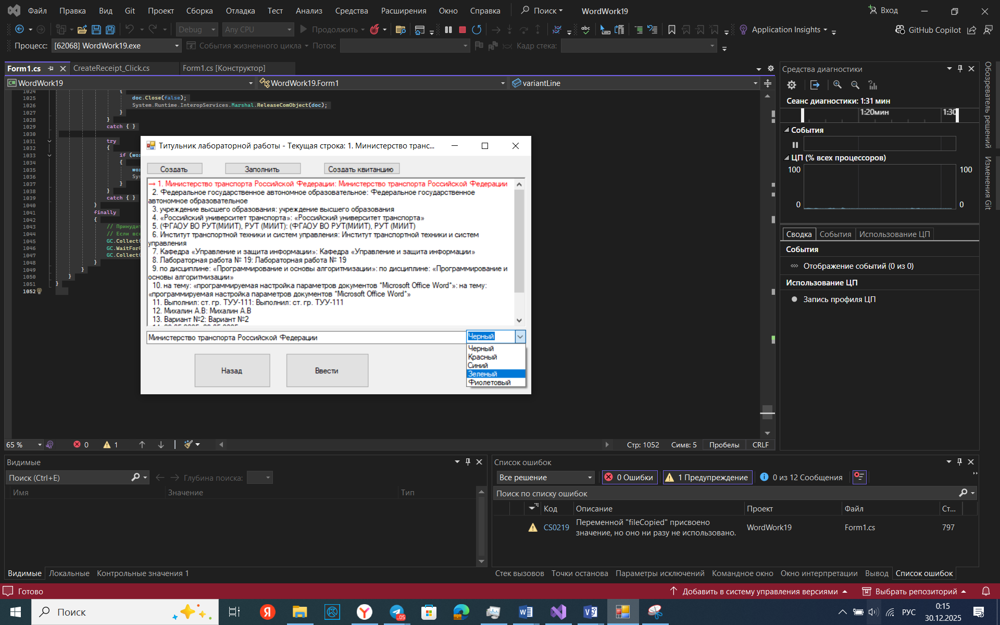 Файл Правка Вид Git Проект Сборка Отладка Тест Анализ Средства Расширения Окно Справка Поиск WordWork19 Вход
Debug Any CPU Продолжить Application Insights GitHub Copilot
Процесс: [62068] WordWork19.exe События жизненного цикла Поток: Кадр стека:
Form1.cs CreateReceipt_Click.cs Form1.cs [Конструктор]
C# WordWork19 WordWork19.Form1 variantLine
1024 {
1025 doc.Close(false);
1026 System.Runtime.InteropServices.Marshal.ReleaseComObject(doc);
1027 }
1028 }
1029 catch { }
1030
1031 try
1032 {
1033 if (wo
1034 {
1035 wo
1036 Sys
1037 }
1038 }
1039 catch { }
1040 }
1041 finally
1042 {
1043 // Принудит
1044 // Если все
1045 GC.Collect(
1046 GC.WaitForP
1047 GC.Collect(
1048 }
1049 }
1050 }
1051 }
1052
Титульник лабораторной работы - Текущая строка: 1. Министерство транс...
Создать Заполнить Создать квитанцию
→ 1. Министерство транспорта Российской Федерации: Министерство транспорта Российской Федерации
2. Федеральное государственное автономное образовательное: Федеральное государственное
автономное образовательное
3. учреждение высшего образования: учреждение высшего образования
4. «Российский университет транспорта»: «Российский университет транспорта»
5. (ФГАОУ ВО РУТ(МИИТ), РУТ (МИИТ): (ФГАОУ ВО РУТ(МИИТ), РУТ (МИИТ)
6. Институт транспортной техники и систем управления: Институт транспортной техники и систем
управления
7. Кафедра «Управление и защита информации»: Кафедра «Управление и защита информации»
8. Лабораторная работа № 19: Лабораторная работа № 19
9. по дисциплине: «Программирование и основы алгоритмизации»: по дисциплине: «Программирование и
основы алгоритмизации»
10. на тему: «программируемая настройка параметров документов "Microsoft Office Word"»: на тему:
«программируемая настройка параметров документов "Microsoft Office Word"»
11. Выполнил: ст. гр. ТУУ-111: Выполнил: ст. гр. ТУУ-111
12. Михалин А.В: Михалин А.В
13. Вариант №2: Вариант №2
Министерство транспорта Российской Федерации Черный
Черный
Красный
Синий
Зеленый
Фиолетовый
Назад Ввести
65 % 0 1 Стр: 1052 Симв: 5 Пробелы CRLF
Средства диагностики
Сеанс диагностики: 1:31 мин
1:20мин 1:30
События
ЦП (% всех процессоров)
100 100
0 0
Сводка События Использование ЦП
События
Отображение событий (0 из 0)
Использование ЦП
Запись профиля ЦП
Обозреватель решений
Изменения Git
Видимые
Поиск (Ctrl+E) Глубина поиска:
Имя Значение Тип
Видимые Локальные Контрольные значения 1
Список ошибок
Все решение 0 Ошибки 1 Предупреждение 0 из 12 Сообщения
Поиск по списку ошибок
Код Описание Проект Файл Ст...
CS0219 Переменной "fileCopied" присвоено значение, но оно ни разу не использовано. WordWork19 Form1.cs 797
Стек вызовов Точки останова Параметры исключений Командное окно Окно интерпретации Вывод Список ошибок
Готово Добавить в систему управления версиями Выбрать репозиторий
Поиск Я .05 РУС 0:15
30.12.2025